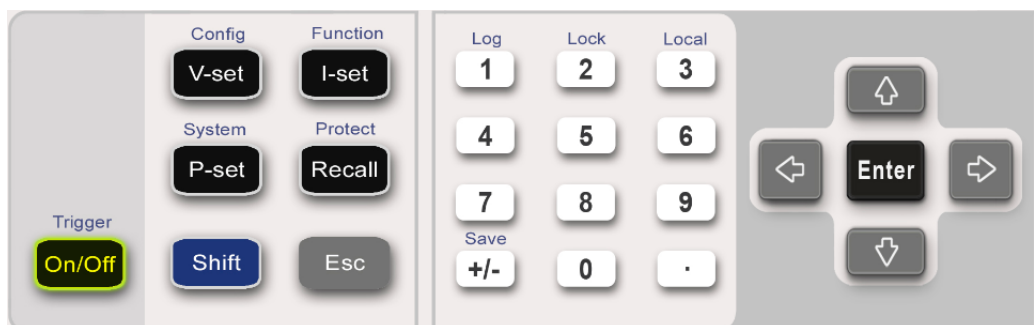 Config Function
V-set I-set
System Protect
P-set Recall
Trigger
On/Off Shift Esc
Log Lock Local
1 2 3
4 5 6
7 8 9
Save
+/- 0 .
Enter